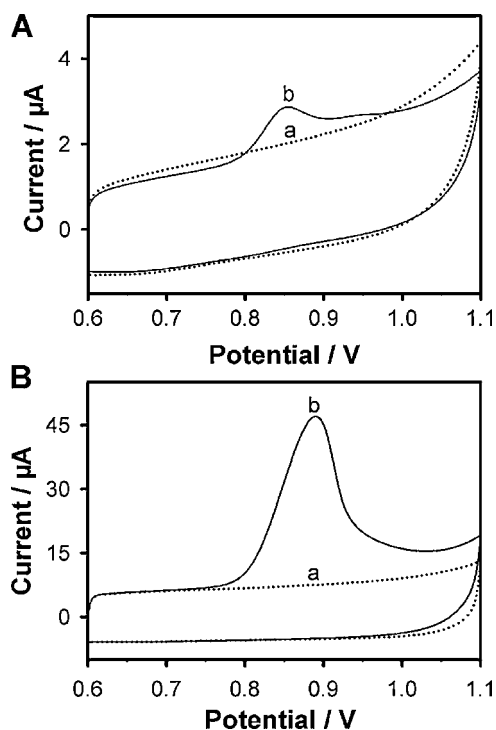 A
Current / µA
4
2
0
b
a
0.6 0.7 0.8 0.9 1.0 1.1
Potential / V
B
Current / µA
45
30
15
0
b
a
0.6 0.7 0.8 0.9 1.0 1.1
Potential / V